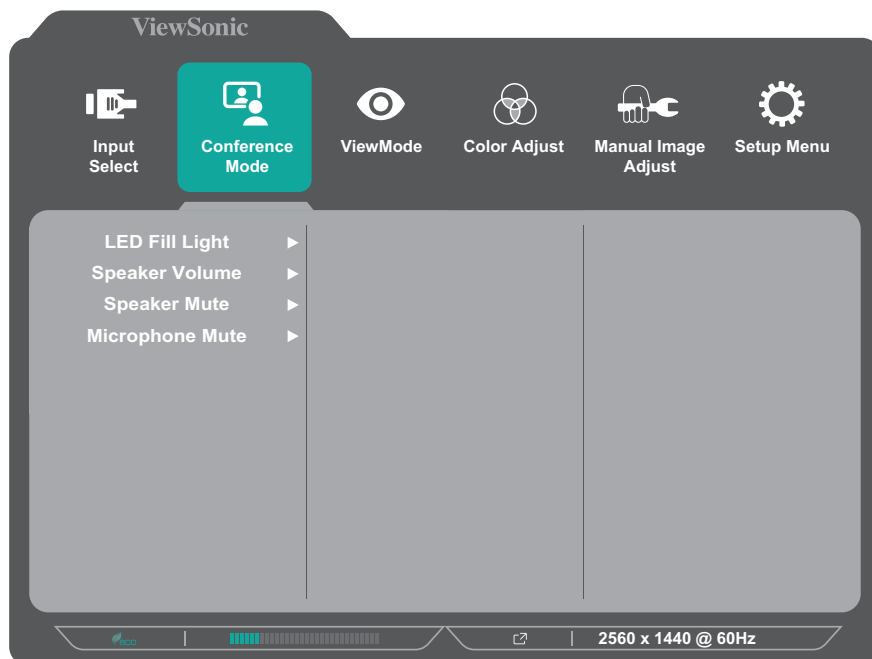 ViewSonic
Input
Select
Conference
Mode
ViewMode
Color Adjust
Manual Image
Adjust
Setup Menu
LED Fill Light
Speaker Volume
Speaker Mute
Microphone Mute
eco
2560 x 1440 @ 60Hz